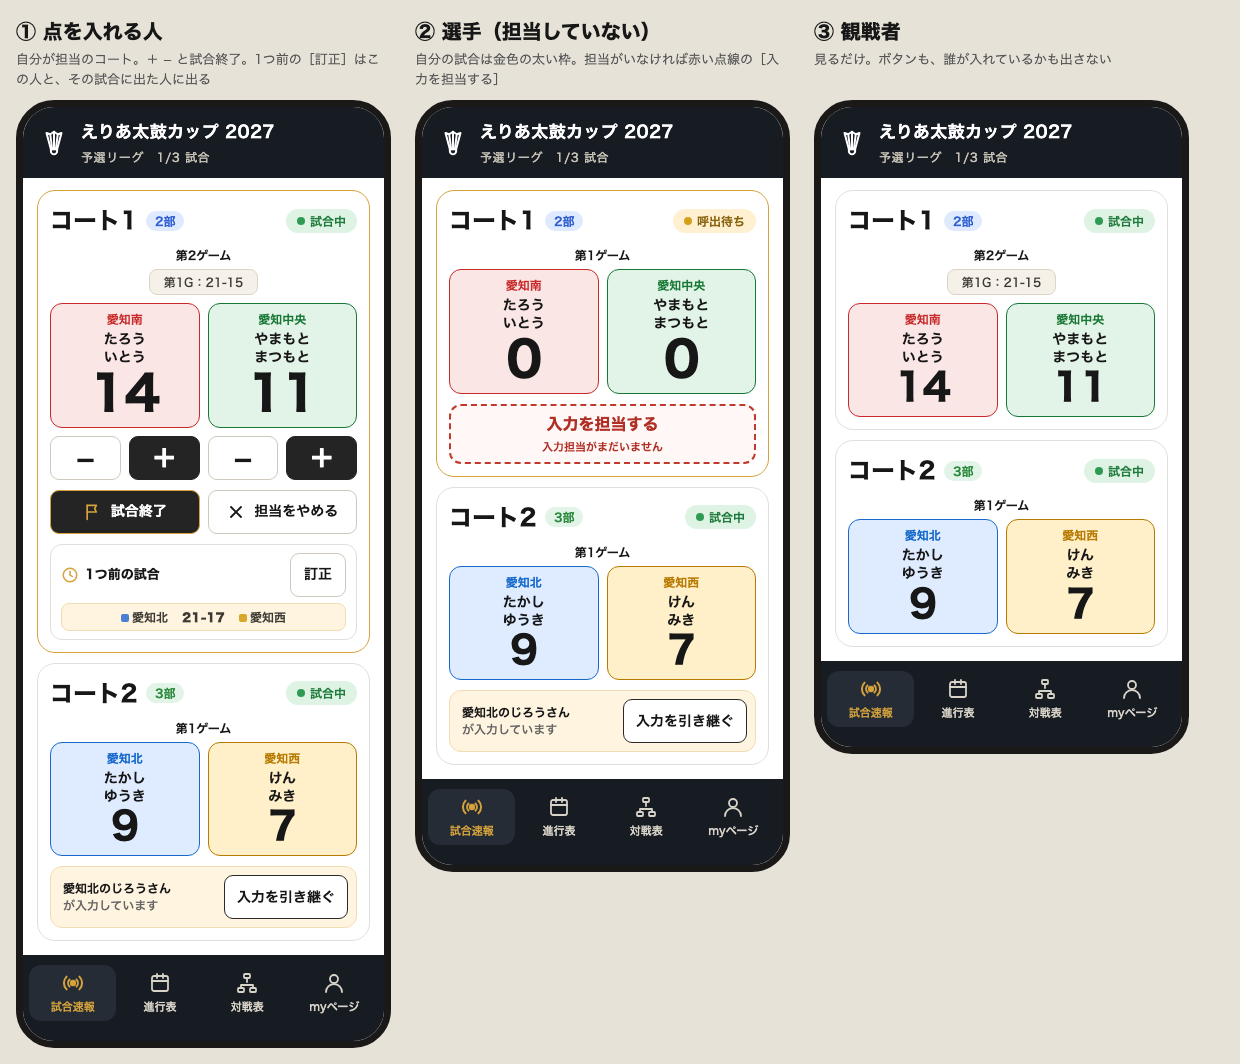 ① 点を入れる人
自分が担当のコート。＋ − と試合終了。1つ前の［訂正］はこ
の人と、その試合に出た人に出る
えりあ太鼓カップ 2027
予選リーグ　1/3 試合
コート1 2部 試合中
第2ゲーム
第1G：21-15
愛知南 愛知中央
たろう やまもと
いとう まつもと
14 11
− + − +
試合終了 担当をやめる
1つ前の試合 訂正
愛知北 21-17 愛知西
コート2 3部 試合中
第1ゲーム
愛知北 愛知西
たかし けん
ゆうき みき
9 7
愛知北のじろうさん
が入力しています
入力を引き継ぐ
試合速報 進行表 対戦表 myページ
② 選手（担当していない）
自分の試合は金色の太い枠。担当がいなければ赤い点線の［入
力を担当する］
えりあ太鼓カップ 2027
予選リーグ　1/3 試合
コート1 2部 呼出待ち
第1ゲーム
愛知南 愛知中央
たろう やまもと
いとう まつもと
0 0
入力を担当する
入力担当がまだいません
コート2 3部 試合中
第1ゲーム
愛知北 愛知西
たかし けん
ゆうき みき
9 7
愛知北のじろうさん
が入力しています
入力を引き継ぐ
試合速報 進行表 対戦表 myページ
③ 観戦者
見るだけ。ボタンも、誰が入れているかも出さない
えりあ太鼓カップ 2027
予選リーグ　1/3 試合
コート1 2部 試合中
第2ゲーム
第1G：21-15
愛知南 愛知中央
たろう やまもと
いとう まつもと
14 11
コート2 3部 試合中
第1ゲーム
愛知北 愛知西
たかし けん
ゆうき みき
9 7
試合速報 進行表 対戦表 myページ